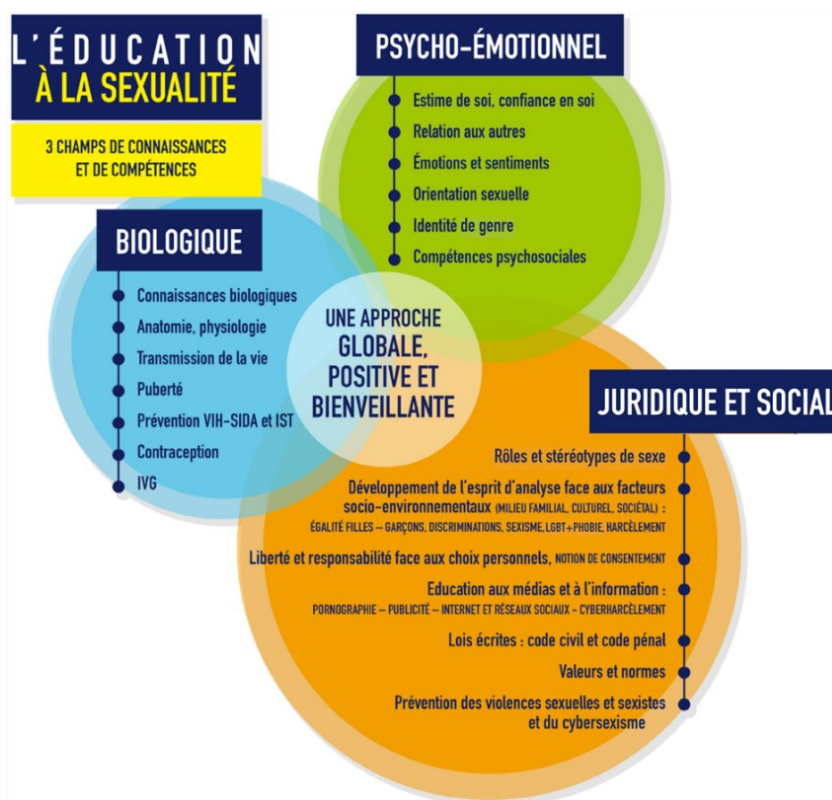 L'ÉDUCATION
À LA SEXUALITÉ
3 CHAMPS DE CONNAISSANCES
ET DE COMPÉTENCES
PSYCHO-ÉMOTIONNEL
Estime de soi, confiance en soi
Relation aux autres
Émotions et sentiments
Orientation sexuelle
Identité de genre
Compétences psychosociales
BIOLOGIQUE
Connaissances biologiques
Anatomie, physiologie
Transmission de la vie
Puberté
Prévention VIH-SIDA et IST
Contraception
IVG
UNE APPROCHE
GLOBALE,
POSITIVE ET
BIENVEILLANTE
JURIDIQUE ET SOCIAL
Rôles et stéréotypes de sexe
Développement de l'esprit d'analyse face aux facteurs
socio-environnementaux (MILIEU FAMILIAL, CULTUREL, SOCIÉTAL) :
ÉGALITÉ FILLES – GARÇONS, DISCRIMINATIONS, SEXISME, LGBT+PHOBIE, HARCÈLEMENT
Liberté et responsabilité face aux choix personnels, NOTION DE CONSENTEMENT
Education aux médias et à l'information :
PORNOGRAPHIE – PUBLICITÉ – INTERNET ET RÉSEAUX SOCIAUX - CYBERHARCÈLEMENT
Lois écrites : code civil et code pénal
Valeurs et normes
Prévention des violences sexuelles et sexistes
et du cybersexisme